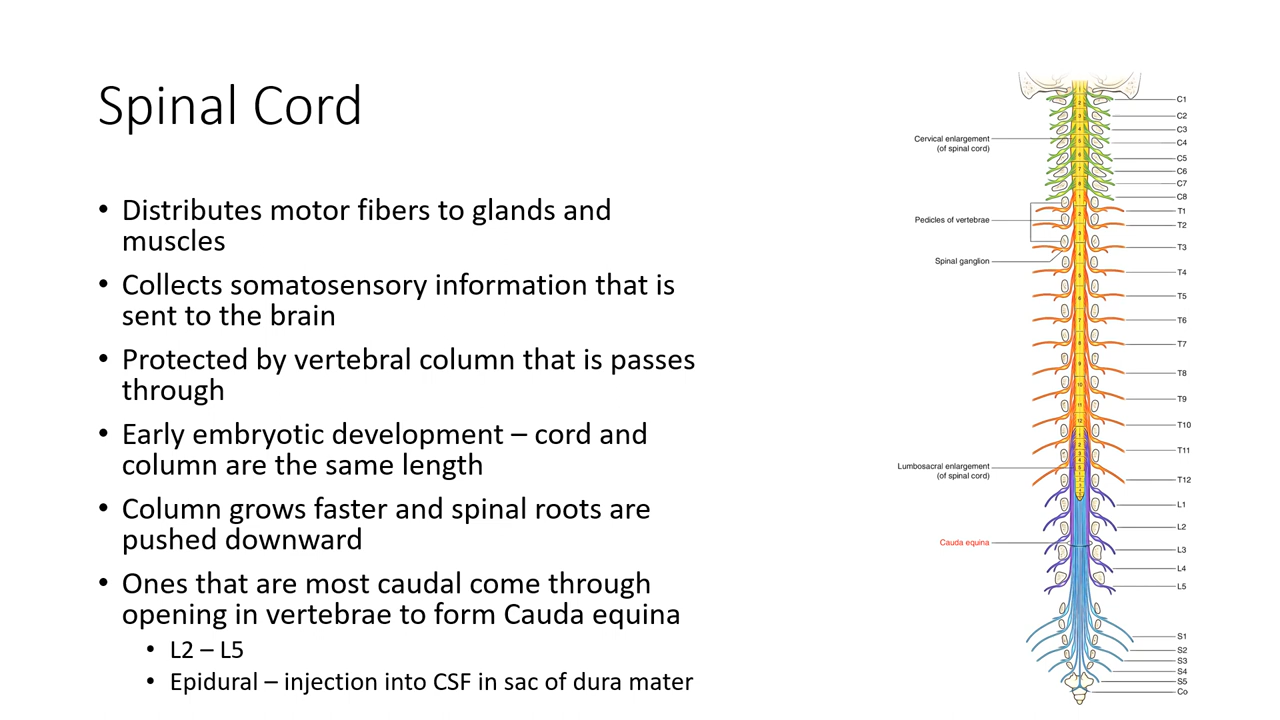 Spinal Cord
• Distributes motor fibers to glands and
muscles
• Collects somatosensory information that is
sent to the brain
• Protected by vertebral column that is passes
through
• Early embryotic development – cord and
column are the same length
• Column grows faster and spinal roots are
pushed downward
• Ones that are most caudal come through
opening in vertebrae to form Cauda equina
• L2 – L5
• Epidural – injection into CSF in sac of dura mater
Cervical enlargement
(of spinal cord)
Pedicles of vertebrae
Spinal ganglion
Lumbosacral enlargement
(of spinal cord)
Cauda equina
C1
C2
C3
C4
C5
C6
C7
C8
T1
T2
T3
T4
T5
T6
T7
T8
T9
T10
T11
T12
L1
L2
L3
L4
L5
S1
S2
S3
S4
S5
Co